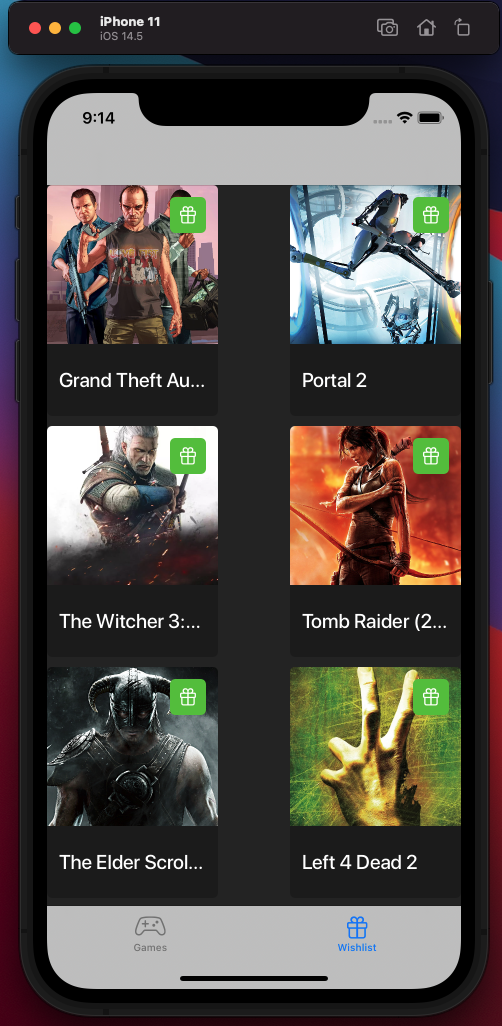 iPhone 11
iOS 14.5
9:14
Grand Theft Au...
Portal 2
The Witcher 3:...
Tomb Raider (2...
The Elder Scrol...
Left 4 Dead 2
Games
Wishlist